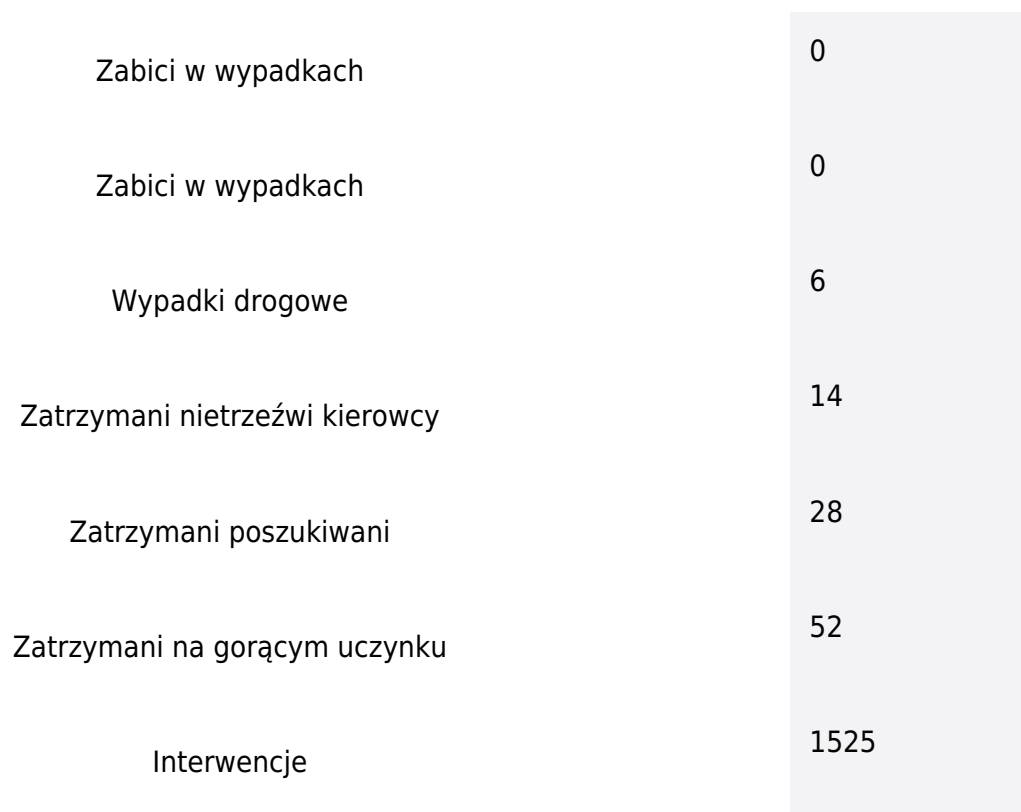 Zabici w wypadkach 0
Zabici w wypadkach 0
Wypadki drogowe 6
Zatrzymani nietrzeźwi kierowcy 14
Zatrzymani poszukiwani 28
Zatrzymani na gorącym uczynku 52
Interwencje 1525